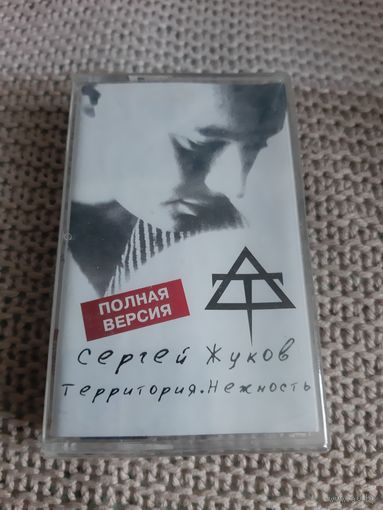 ПОЛНАЯ
ВЕРСИЯ
Сергей Жуков
Территория.Нежность